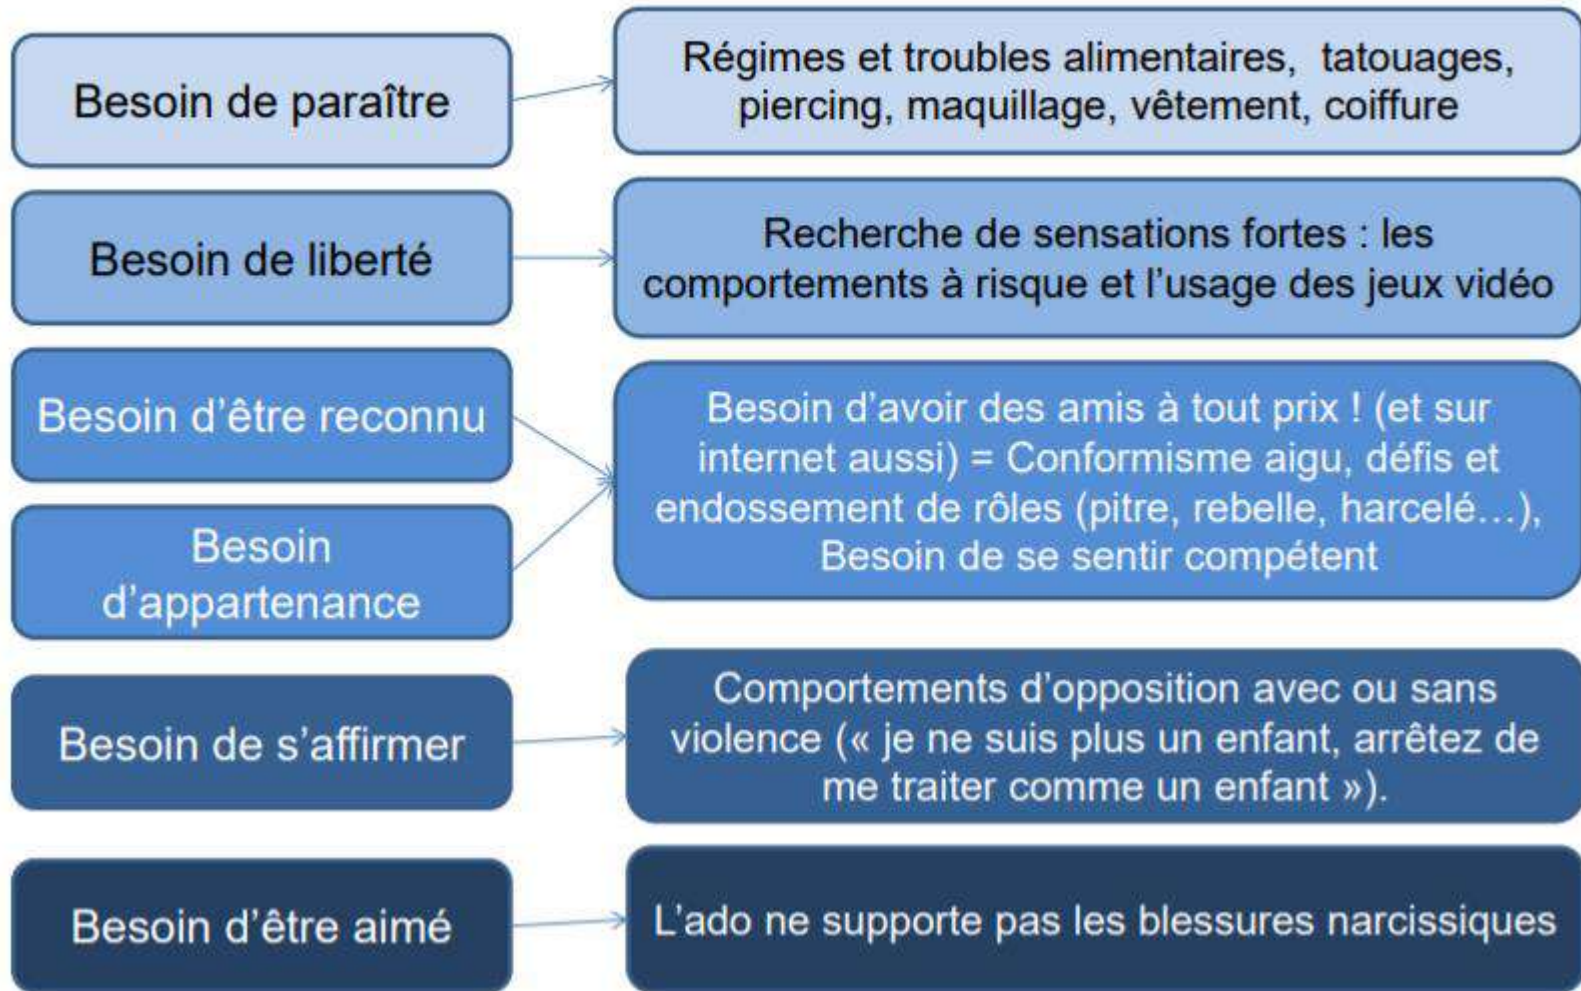 Besoin de paraître
Régimes et troubles alimentaires, tatouages,
piercing, maquillage, vêtement, coiffure
Besoin de liberté
Recherche de sensations fortes : les
comportements à risque et l'usage des jeux vidéo
Besoin d'être reconnu
Besoin
d'appartenance
Besoin d'avoir des amis à tout prix ! (et sur
internet aussi) = Conformisme aigu, défis et
endossement de rôles (pitre, rebelle, harcelé…),
Besoin de se sentir compétent
Besoin de s'affirmer
Comportements d'opposition avec ou sans
violence (« je ne suis plus un enfant, arrêtez de
me traiter comme un enfant »).
Besoin d'être aimé
L'ado ne supporte pas les blessures narcissiques